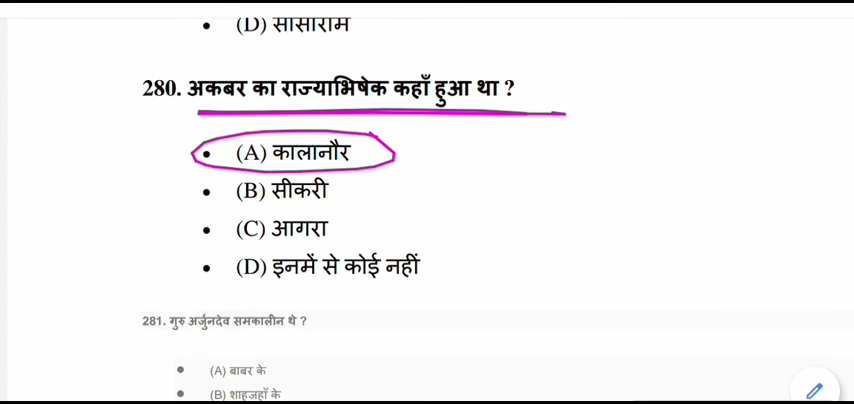 (D) सासाराम
280. अकबर का राज्याभिषेक कहाँ हुआ था ?
(A) कालानौर
(B) सीकरी
(C) आगरा
(D) इनमें से कोई नहीं
281. गुरु अर्जुनदेव समकालीन थे ?
(A) बाबर के
(B) शाहजहाँ के